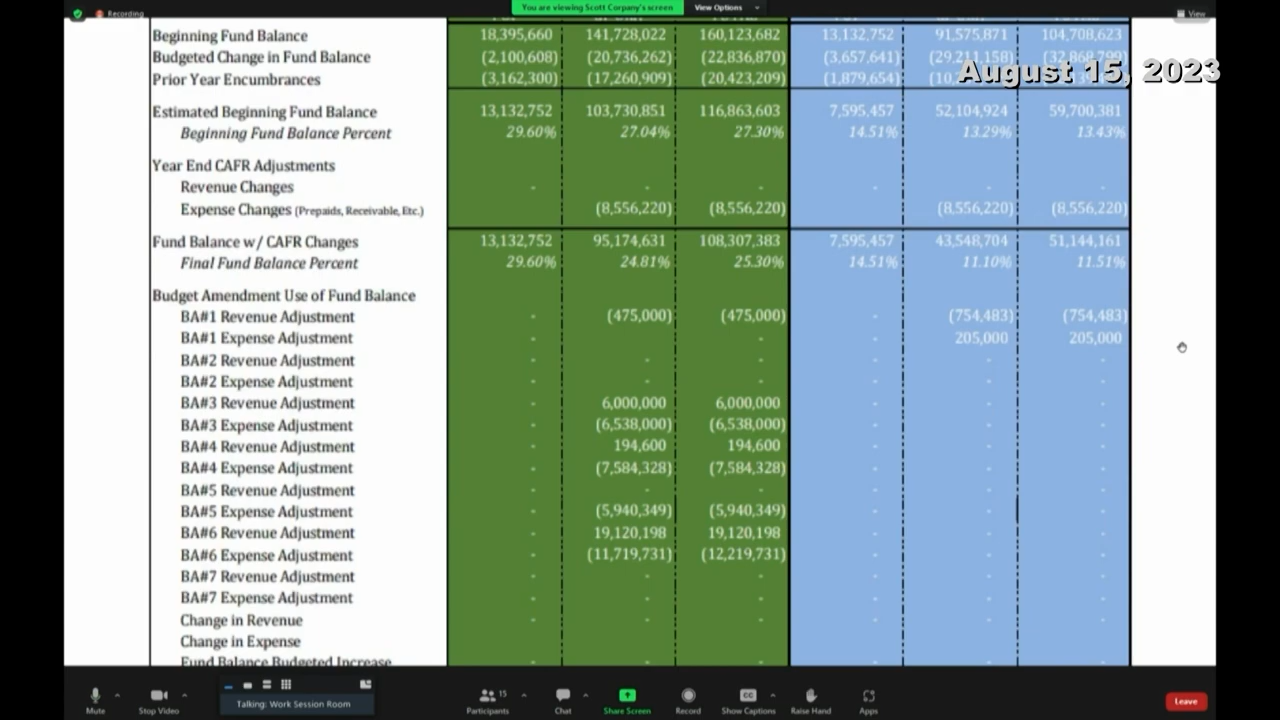 Recording You are viewing Scott Corpany's screen View Options View
Beginning Fund Balance 18,395,660 141,728,022 160,123,682 13,132,752 91,575,871 104,708,623
Budgeted Change in Fund Balance (2,100,608) (20,736,262) (22,836,870) (3,657,641) (29,211,158) (32,868,799)
August 15, 2023
Prior Year Encumbrances (3,162,300) (17,260,909) (20,423,209) (1,879,654)
Estimated Beginning Fund Balance 13,132,752 103,730,851 116,863,603 7,595,457 52,104,924 59,700,381
Beginning Fund Balance Percent 29.60% 27.04% 27.30% 14.51% 13.29% 13.43%
Year End CAFR Adjustments
Revenue Changes - - - - - -
Expense Changes (Prepaids, Receivable, Etc.) (8,556,220) (8,556,220) (8,556,220) (8,556,220)
Fund Balance w/ CAFR Changes 13,132,752 95,174,631 108,307,383 7,595,457 43,548,704 51,144,161
Final Fund Balance Percent 29.60% 24.81% 25.30% 14.51% 11.10% 11.51%
Budget Amendment Use of Fund Balance
BA#1 Revenue Adjustment - (475,000) (475,000) - (754,483) (754,483)
BA#1 Expense Adjustment - - - - 205,000 205,000
BA#2 Revenue Adjustment - - - - - -
BA#2 Expense Adjustment - - - - - -
BA#3 Revenue Adjustment - 6,000,000 6,000,000 - - -
BA#3 Expense Adjustment - (6,538,000) (6,538,000) - - -
BA#4 Revenue Adjustment - 194,600 194,600 - - -
BA#4 Expense Adjustment - (7,584,328) (7,584,328) - - -
BA#5 Revenue Adjustment - - - - - -
BA#5 Expense Adjustment - (5,940,349) (5,940,349) - - -
BA#6 Revenue Adjustment - 19,120,198 19,120,198 - - -
BA#6 Expense Adjustment - (11,719,731) (12,219,731) - - -
BA#7 Revenue Adjustment - - - - - -
BA#7 Expense Adjustment - - - - - -
Change in Revenue - - - - - -
Change in Expense - - - - - -
Fund Balance Budgeted Increase - - - - - -
Talking: Work Session Room
Mute Stop Video Participants 15 Chat Share Screen Record CC Show Captions Raise Hand Apps Leave